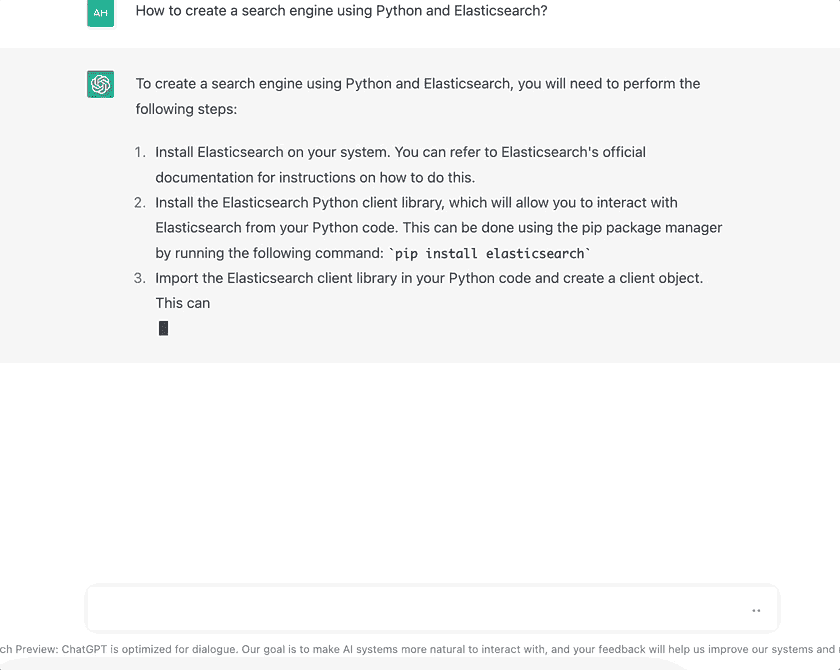 AH
How to create a search engine using Python and Elasticsearch?
To create a search engine using Python and Elasticsearch, you will need to perform the
following steps:
1. Install Elasticsearch on your system. You can refer to Elasticsearch's official
documentation for instructions on how to do this.
2. Install the Elasticsearch Python client library, which will allow you to interact with
Elasticsearch from your Python code. This can be done using the pip package manager
by running the following command: `pip install elasticsearch`
3. Import the Elasticsearch client library in your Python code and create a client object.
This can
ch Preview: ChatGPT is optimized for dialogue. Our goal is to make AI systems more natural to interact with, and your feedback will help us improve our systems and